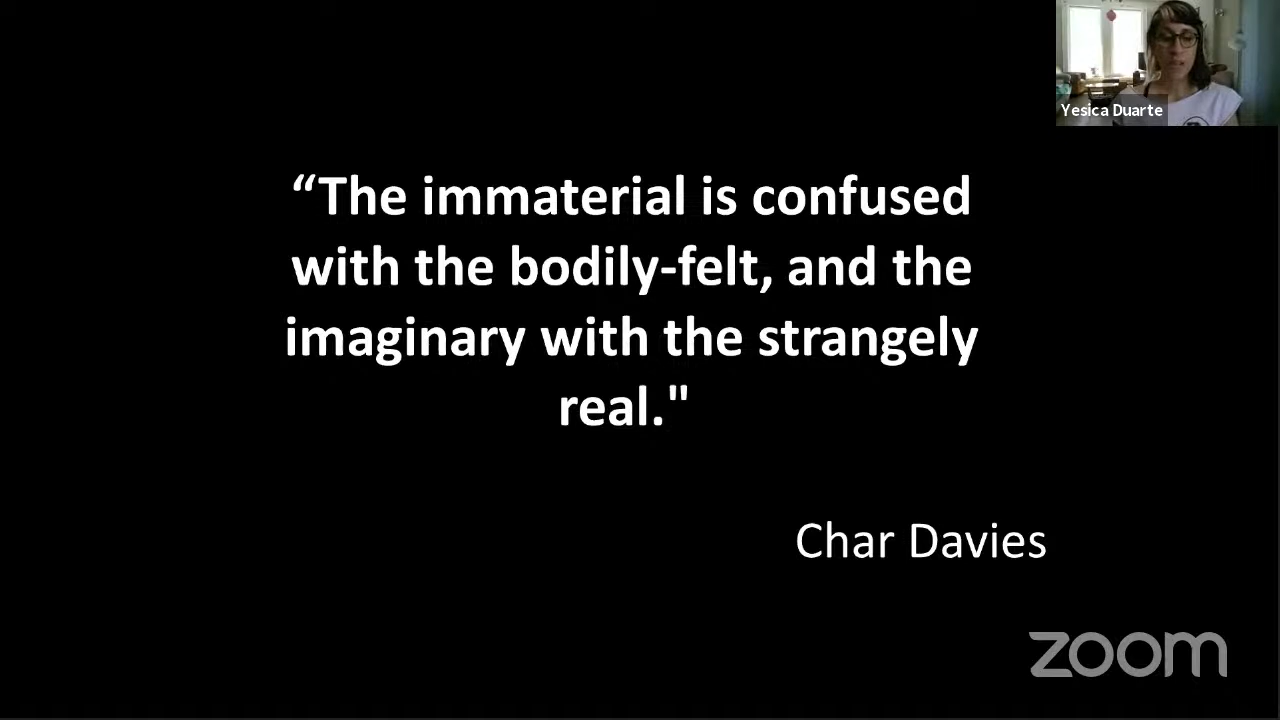 Yesica Duarte
“The immaterial is confused
with the bodily-felt, and the
imaginary with the strangely
real."
Char Davies
zoom